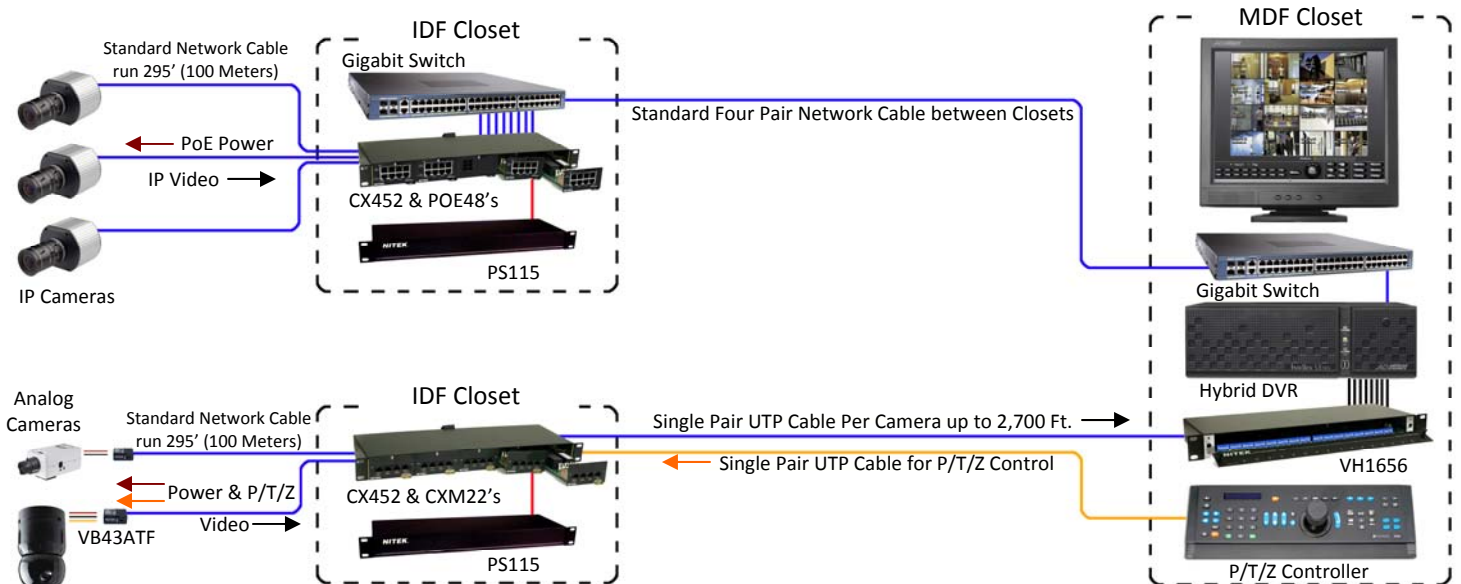 IDF Closet
MDF Closet
Standard Network Cable
run 295’ (100 Meters)
Gigabit Switch
Standard Four Pair Network Cable between Closets
PoE Power
IP Video
CX452 & POE48’s
NITEK
PS115
IP Cameras
Gigabit Switch
Hybrid DVR
Analog
Cameras
Standard Network Cable
run 295’ (100 Meters)
IDF Closet
Single Pair UTP Cable Per Camera up to 2,700 Ft.
NITEK
VH1656
Single Pair UTP Cable for P/T/Z Control
Power & P/T/Z
CX452 & CXM22’s
Video
VB43ATF
NITEK
PS115
P/T/Z Controller